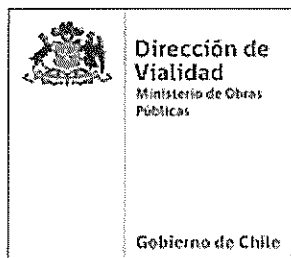 Dirección de
Vialidad
Ministerio de Obras
Públicas
Gobierno de Chile